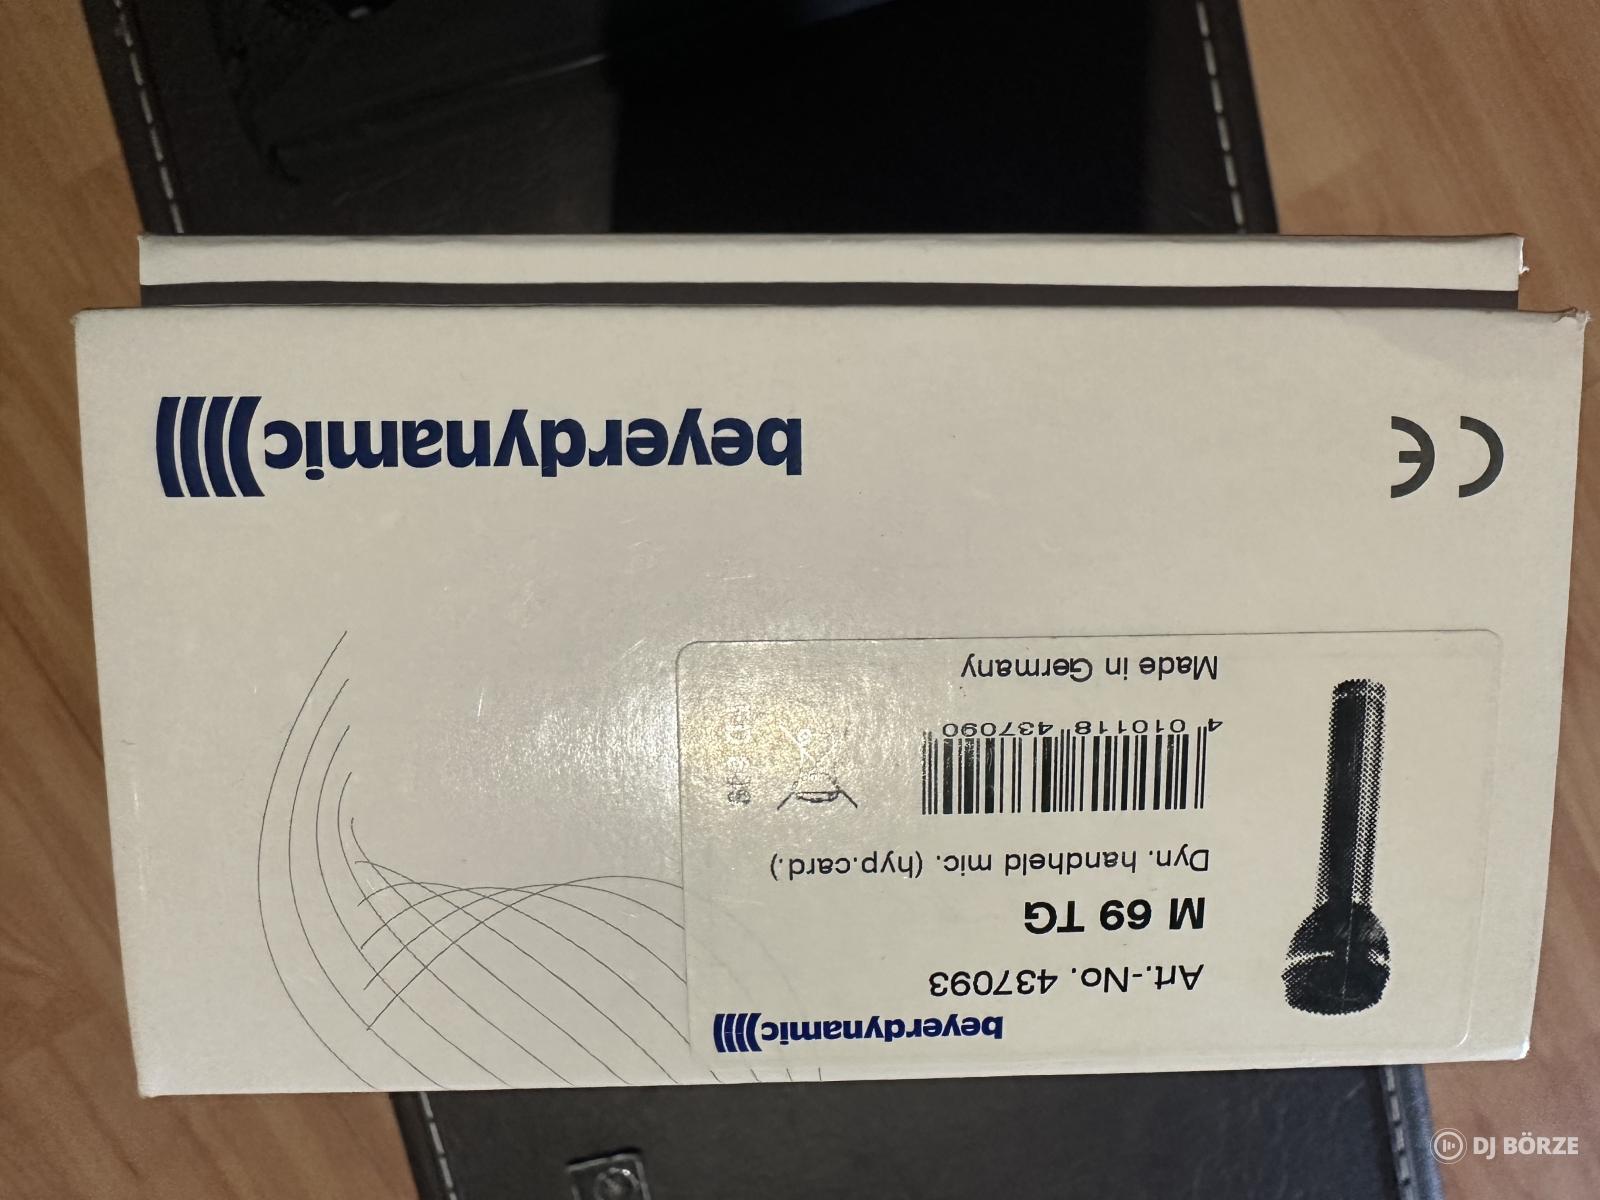 beyerdynamic
Art.-No. 437093
M 69 TG
Dyn. handheld mic. (hyp.card.)
4 010118 437090
Made in Germany
CE
beyerdynamic
DJ BÖRZE